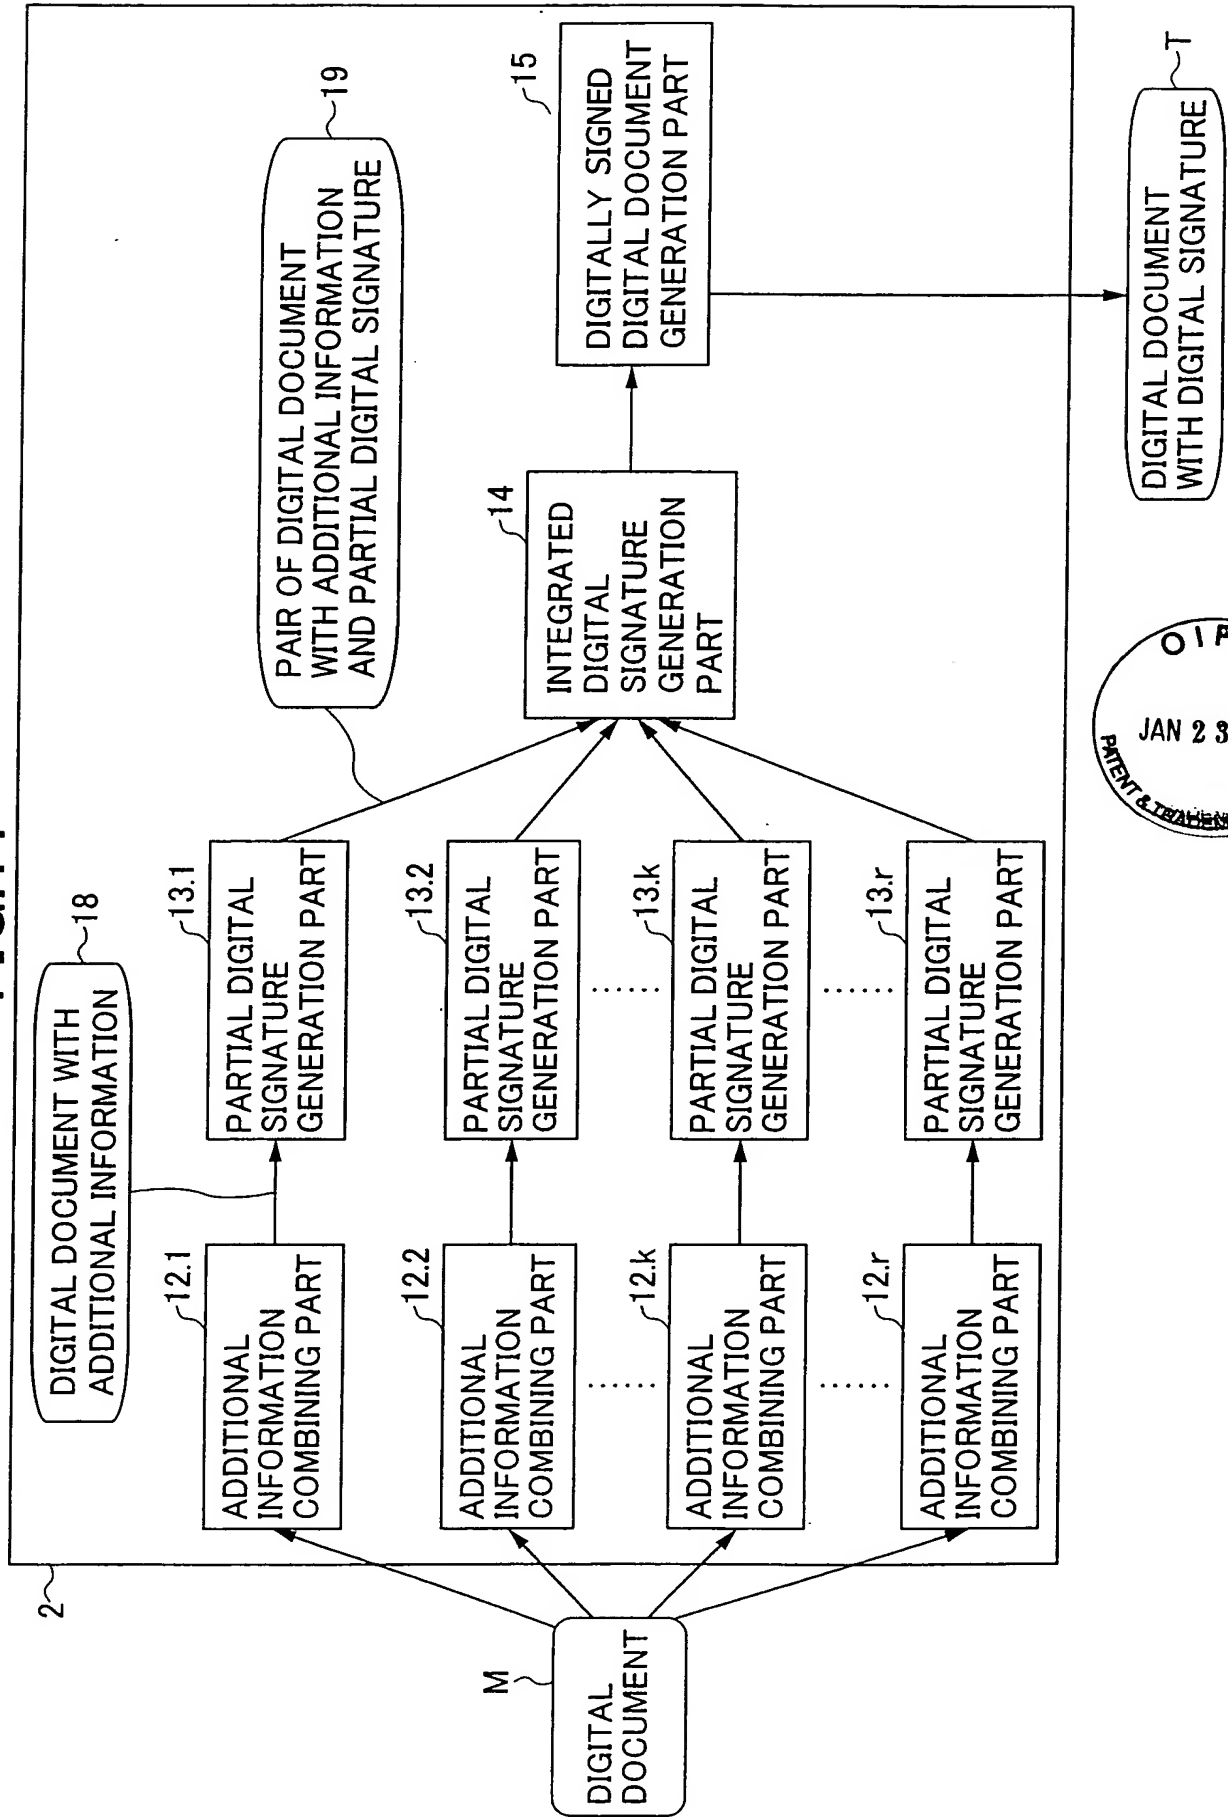 2
M
DIGITAL
DOCUMENT
DIGITAL DOCUMENT WITH
ADDITIONAL INFORMATION
18
12.1
ADDITIONAL
INFORMATION
COMBINING PART
13.1
PARTIAL DIGITAL
SIGNATURE
GENERATION PART
12.2
ADDITIONAL
INFORMATION
COMBINING PART
13.2
PARTIAL DIGITAL
SIGNATURE
GENERATION PART
12.k
ADDITIONAL
INFORMATION
COMBINING PART
13.k
PARTIAL DIGITAL
SIGNATURE
GENERATION PART
12.r
ADDITIONAL
INFORMATION
COMBINING PART
13.r
PARTIAL DIGITAL
SIGNATURE
GENERATION PART
PAIR OF DIGITAL DOCUMENT
WITH ADDITIONAL INFORMATION
AND PARTIAL DIGITAL SIGNATURE
19
14
INTEGRATED
DIGITAL
SIGNATURE
GENERATION
PART
15
DIGITALLY SIGNED
DIGITAL DOCUMENT
GENERATION PART
DIGITAL DOCUMENT
WITH DIGITAL SIGNATURE
T
JAN 23
PATENT &